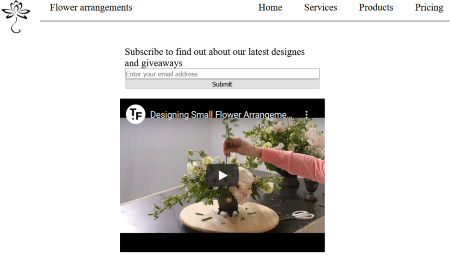 Flower arrangements
Home
Services
Products
Pricing
Subscribe to find out about our latest designes
and giveaways
Enter your email address
Submit
TF
Designing Small Flower Arrangeme...